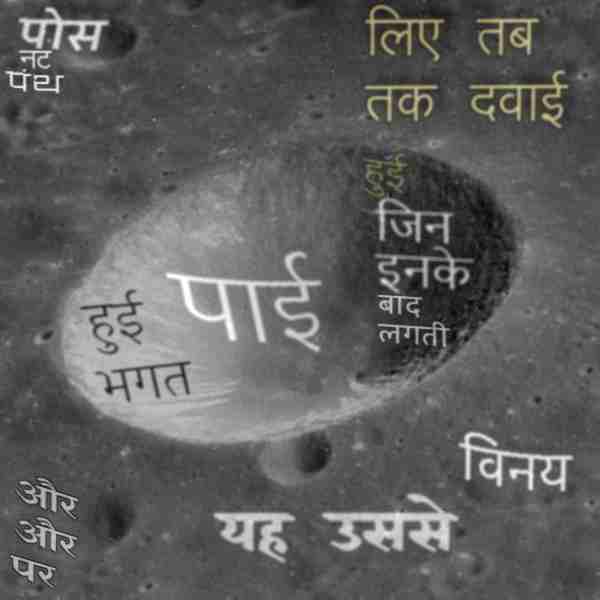 पोस
नट
पंथ
लिए तब
तक दवाई
जिन
इनके
बाद
लगती
पाई
हुई
भगत
विनय
यह उससे
और
और
पर